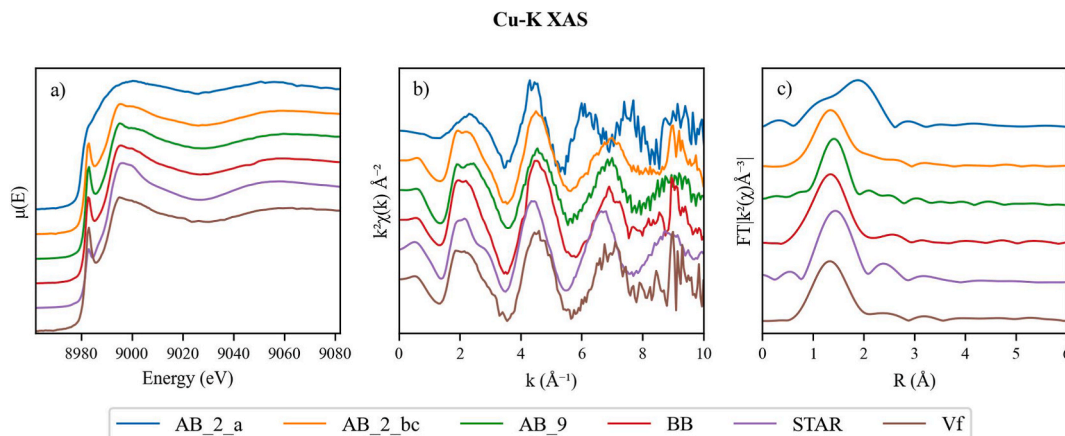 Cu-K XAS
a)
b)
c)
μ(E)
k²χ(k) Å⁻²
FT|k²(χ)Å⁻³|
8980 9000 9020 9040 9060 9080
0 2 4 6 8 10
0 1 2 3 4 5 6
Energy (eV)
k (Å⁻¹)
R (Å)
AB_2_a AB_2_bc AB_9 BB STAR Vf